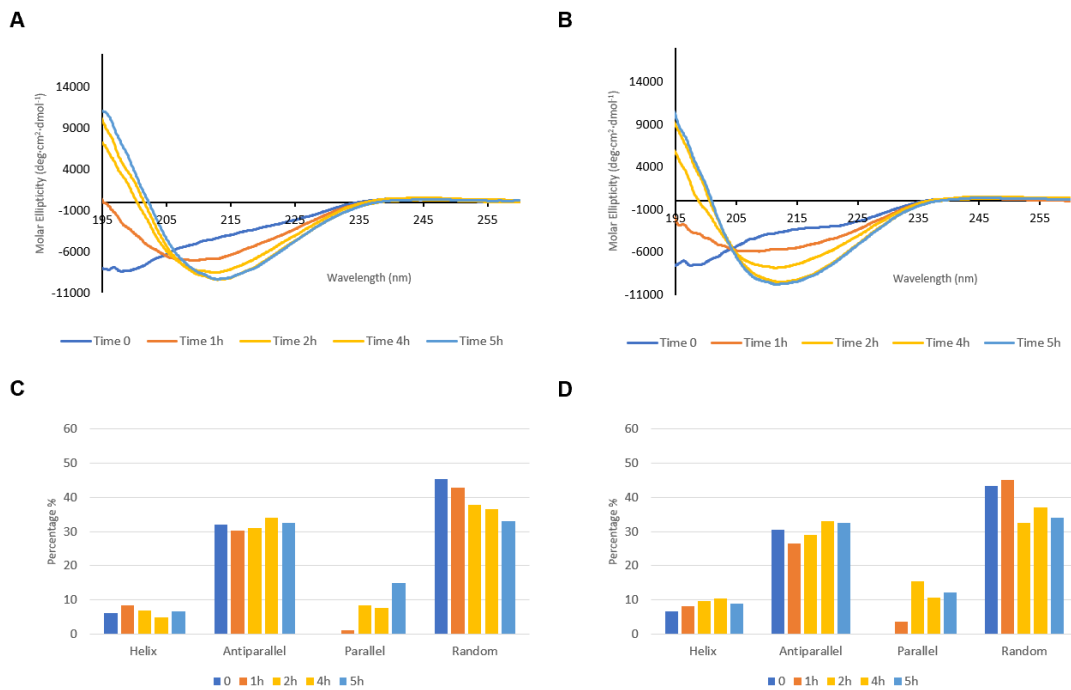 A
B
14000
9000
4000
-1000
-6000
-11000
195
205
215
225
235
245
255
Molar Ellipticity (deg·cm²·dmol⁻¹)
Wavelength (nm)
Time 0 Time 1h Time 2h Time 4h Time 5h
14000
9000
4000
-1000
-6000
-11000
195
205
215
225
235
245
255
Molar Ellipticity (deg·cm²·dmol⁻¹)
Wavelength (nm)
Time 0 Time 1h Time 2h Time 4h Time 5h
C
D
60
50
40
30
20
10
0
Percentage %
Helix Antiparallel Parallel Random
0 1h 2h 4h 5h
60
50
40
30
20
10
0
Percentage %
Helix Antiparallel Parallel Random
0 1h 2h 4h 5h